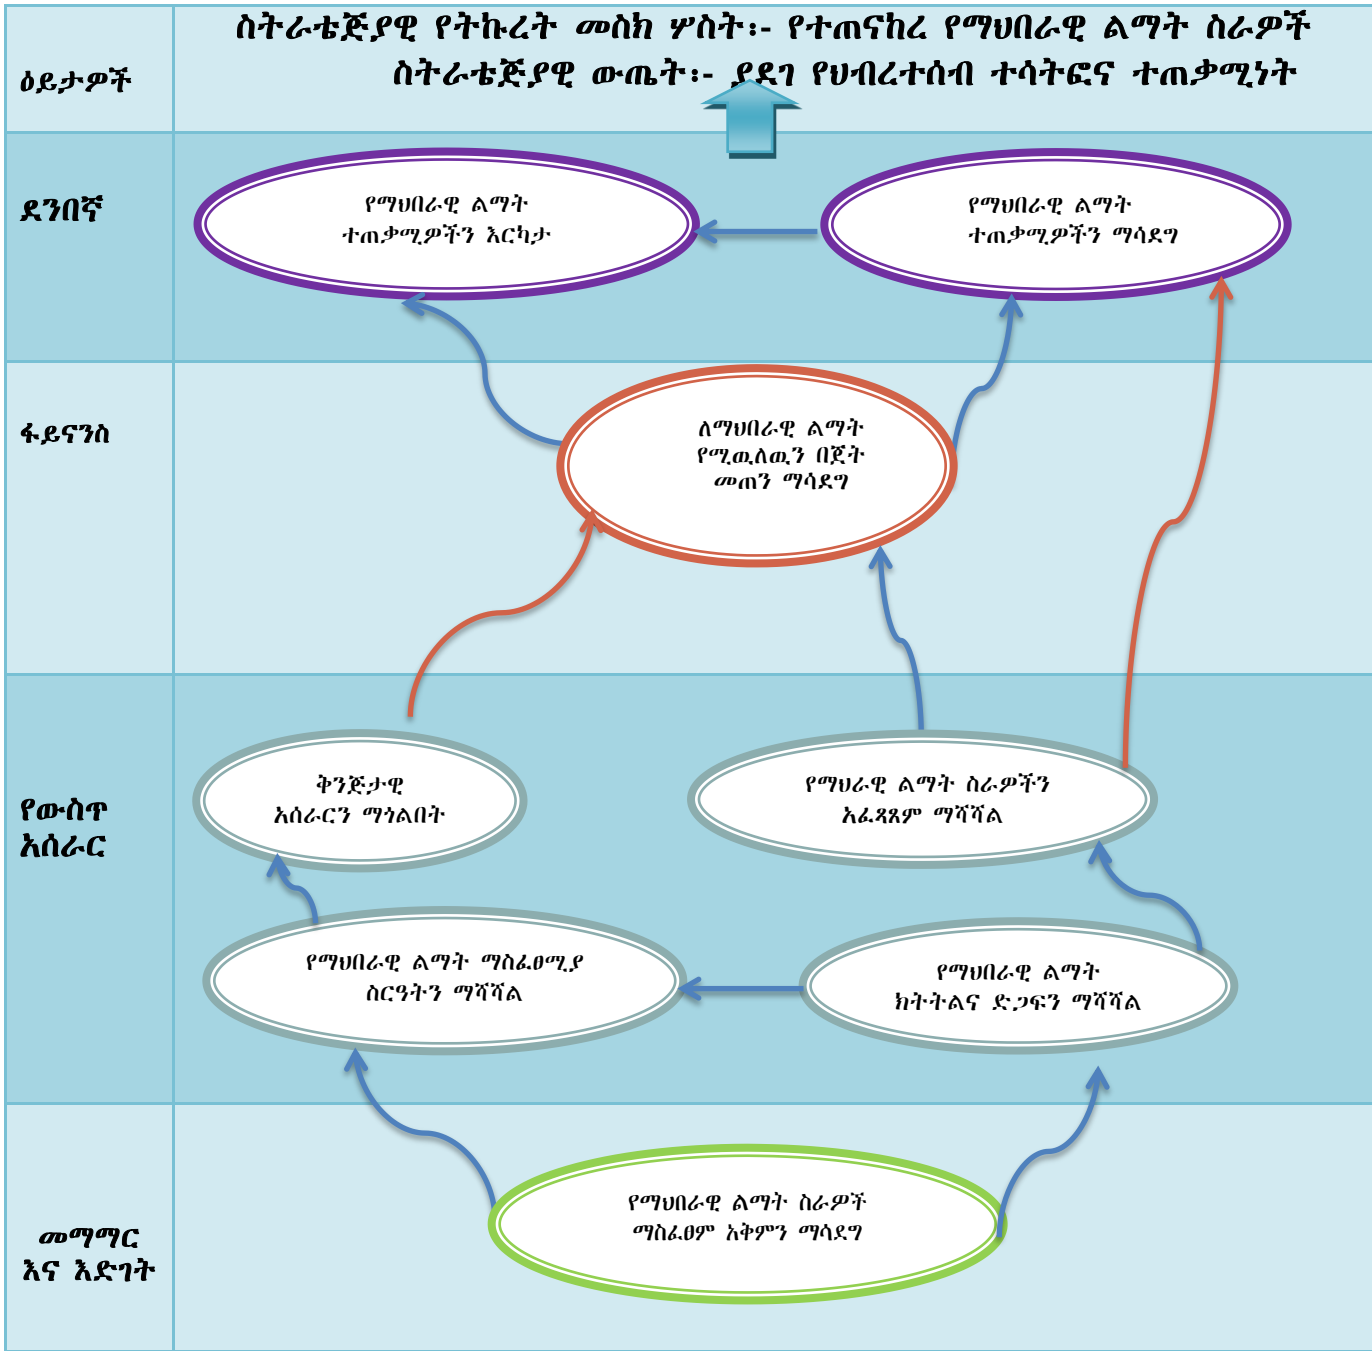 ስትራቴጅያዊ የትኩረት መስክ ሦስት፡- የተጠናከረ የማህበራዊ ልማት ስራዎች
ስትራቴጅያዊ ውጤት፡- ያደገ የህብረተሰብ ተሳትፎና ተጠቃሚነት
ዕይታዎች
ደንበኛ
የማህበራዊ ልማት
ተጠቃሚዎችን እርካታ
የማህበራዊ ልማት
ተጠቃሚዎችን ማሳደግ
ፋይናንስ
ለማህበራዊ ልማት
የሚዉለዉን በጀት
መጠን ማሳደግ
የውስጥ
አሰራር
ቅንጅታዊ
አሰራርን ማጎልበት
የማህራዊ ልማት ስራዎችን
አፈጻጸም ማሻሻል
የማህበራዊ ልማት ማስፈፀሚያ
ስርዓትን ማሻሻል
የማህበራዊ ልማት
ክትትልና ድጋፍን ማሻሻል
መማማር
እና እድገት
የማህበራዊ ልማት ስራዎች
ማስፈፀም አቅምን ማሳደግ